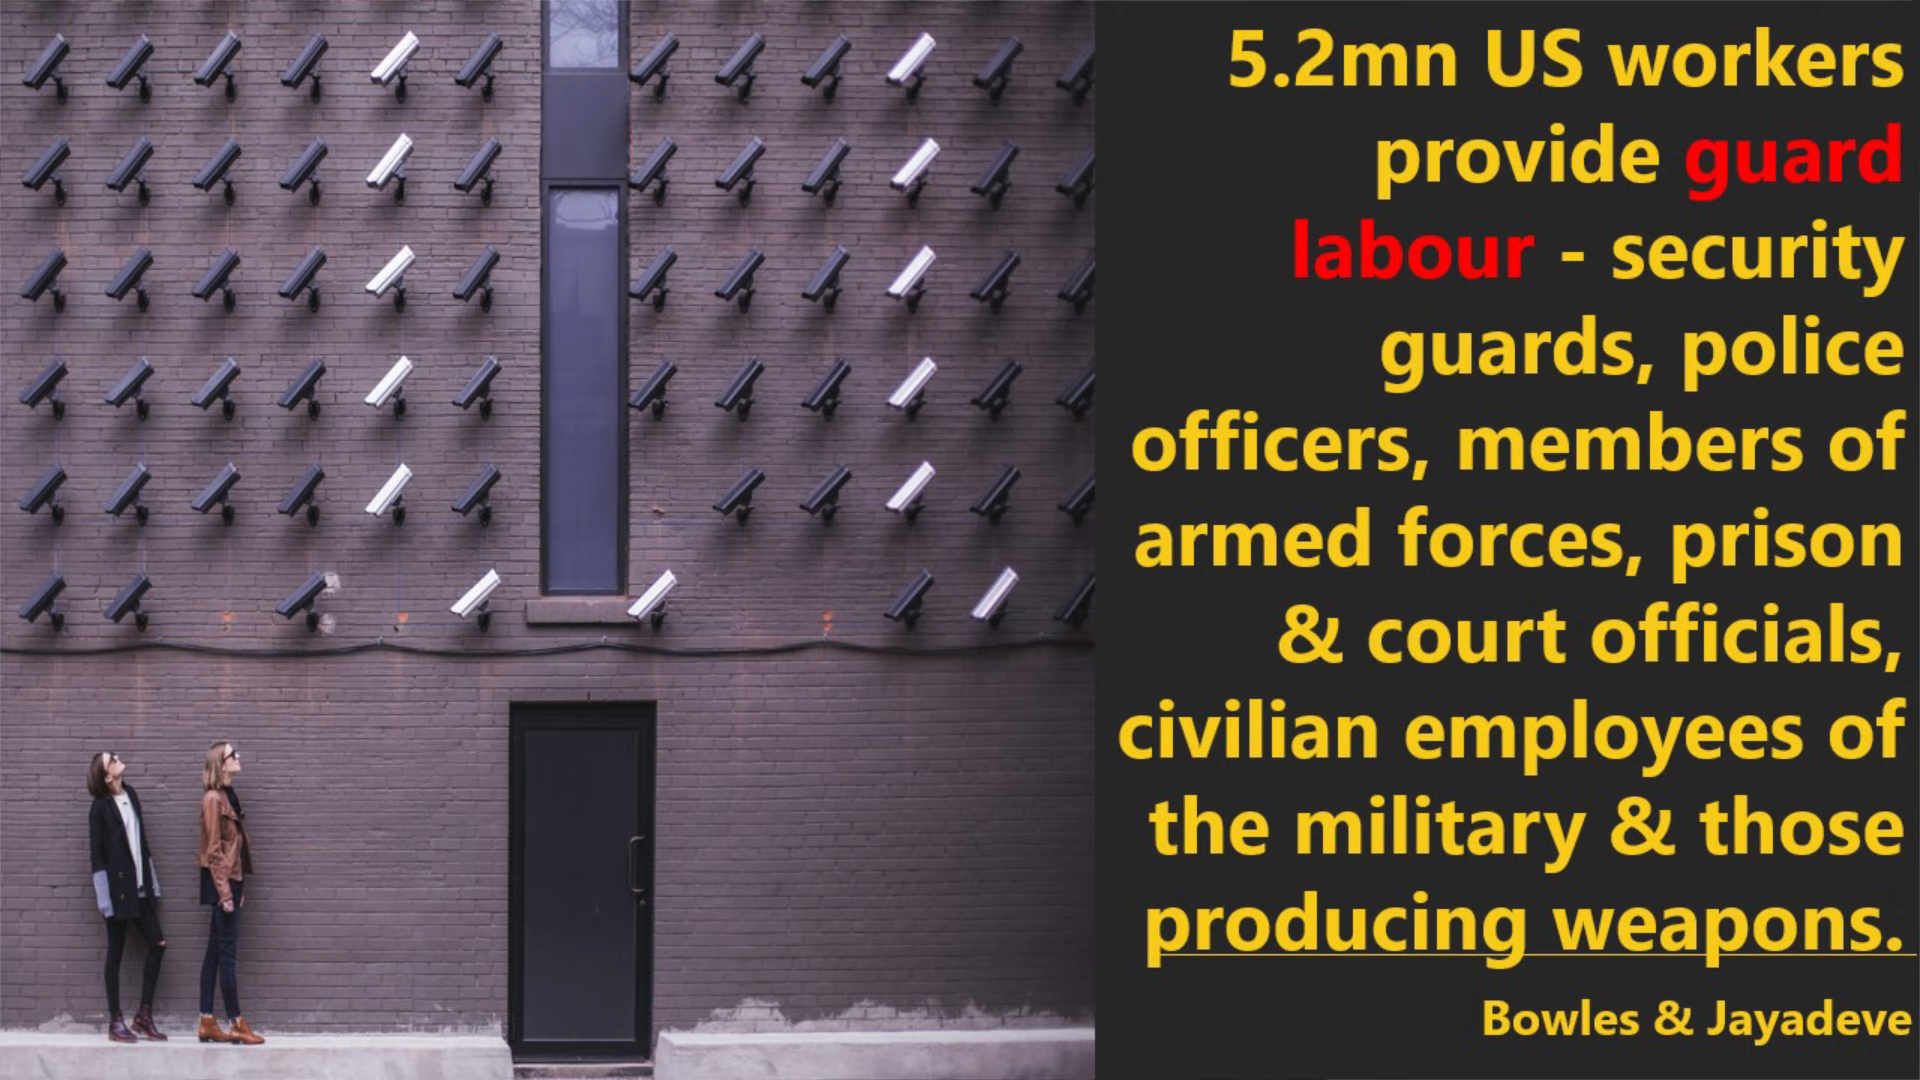 5.2mn US workers
provide guard
labour - security
guards, police
officers, members of
armed forces, prison
& court officials,
civilian employees of
the military & those
producing weapons.
Bowles & Jayadeve